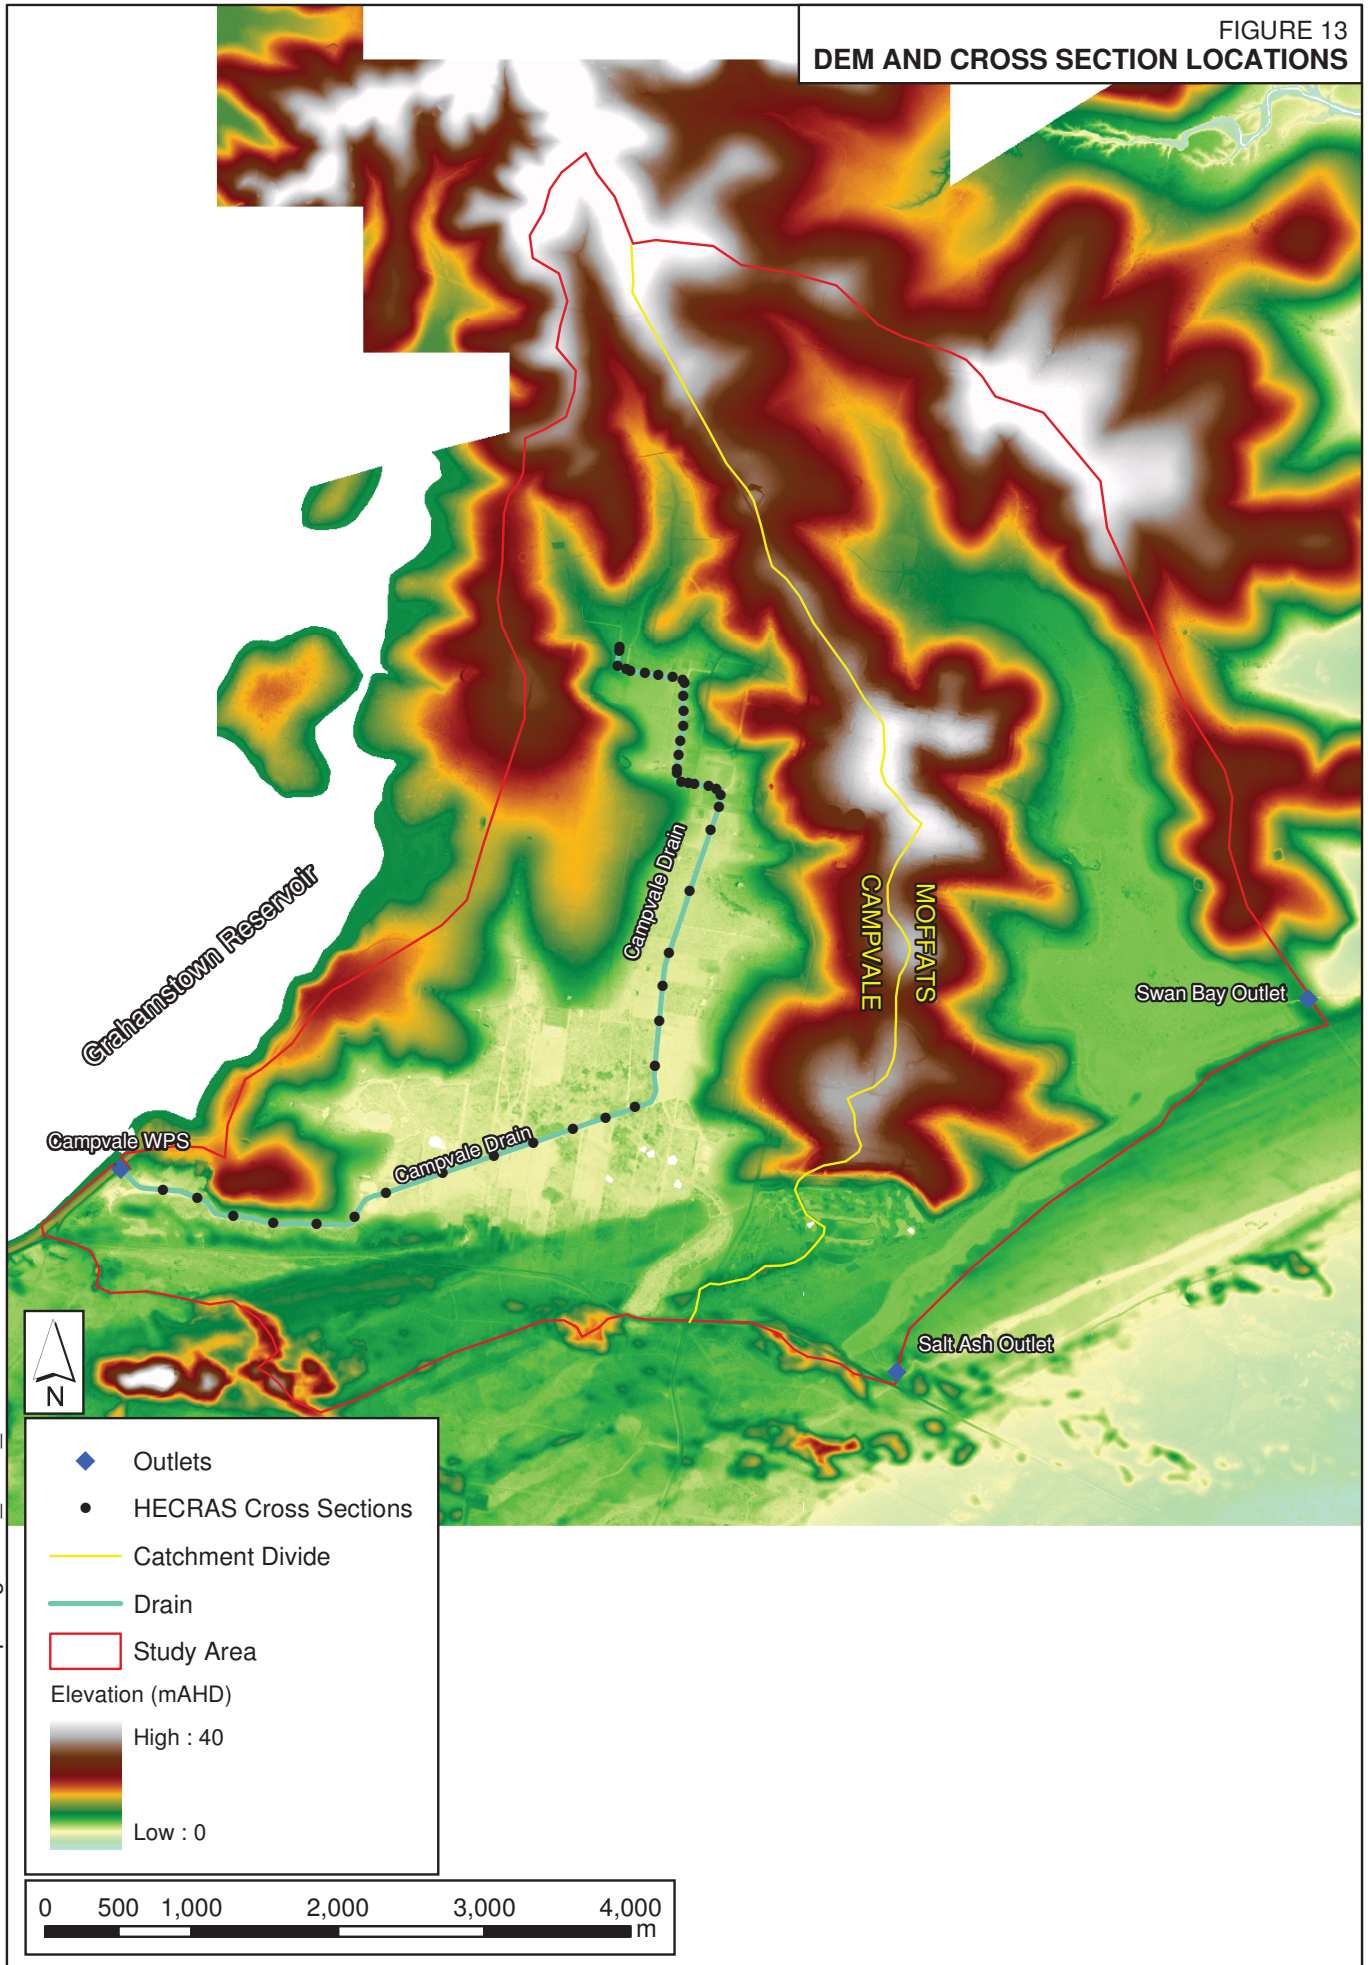 FIGURE 13
DEM AND CROSS SECTION LOCATIONS
Campvale Drain
CAMPVALE
MOFFATS
Grahamstown Reservoir
Swan Bay Outlet
Campvale WPS
Campvale Drain
Salt Ash Outlet
N
Outlets
HECRAS Cross Sections
Catchment Divide
Drain
Study Area
Elevation (mAHD)
High : 40
Low : 0
0 500 1,000 2,000 3,000 4,000
m